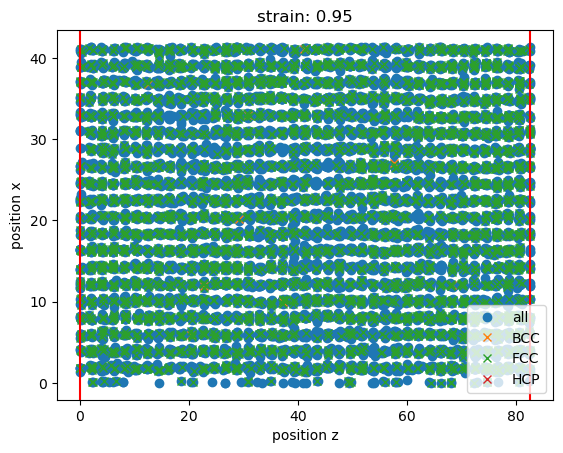 strain: 0.95
position x
40
30
20
10
0
0 20 40 60 80
position z
all
BCC
FCC
HCP